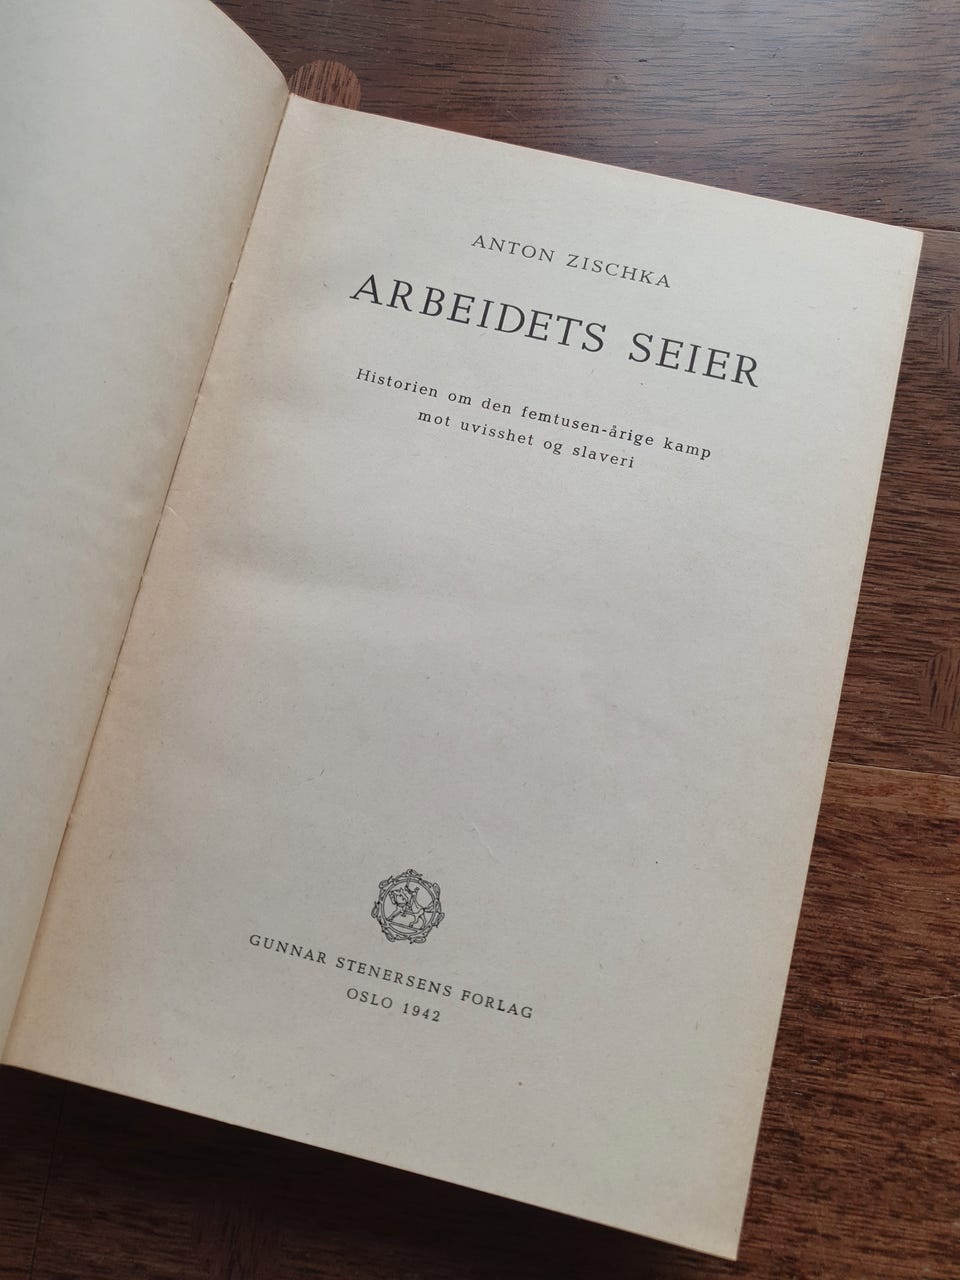 ANTON ZISCHKA
ARBEIDETS SEIER
Historien om den femtusen-årige kamp
mot uvisshet og slaveri
GUNNAR STENERSENS FORLAG
OSLO 1942